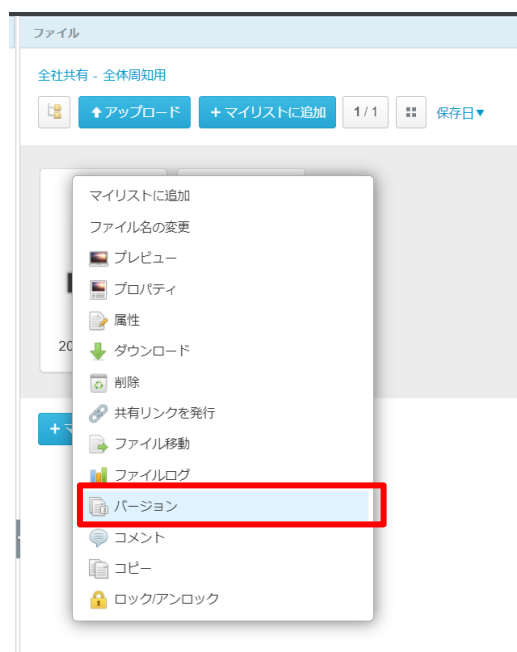 ファイル
全社共有 - 全体周知用
アップロード + マイリストに追加 1 / 1 保存日▼
マイリストに追加
ファイル名の変更
プレビュー
プロパティ
属性
20
ダウンロード
削除
共有リンクを発行
+マ
ファイル移動
ファイルログ
バージョン
コメント
コピー
ロック/アンロック